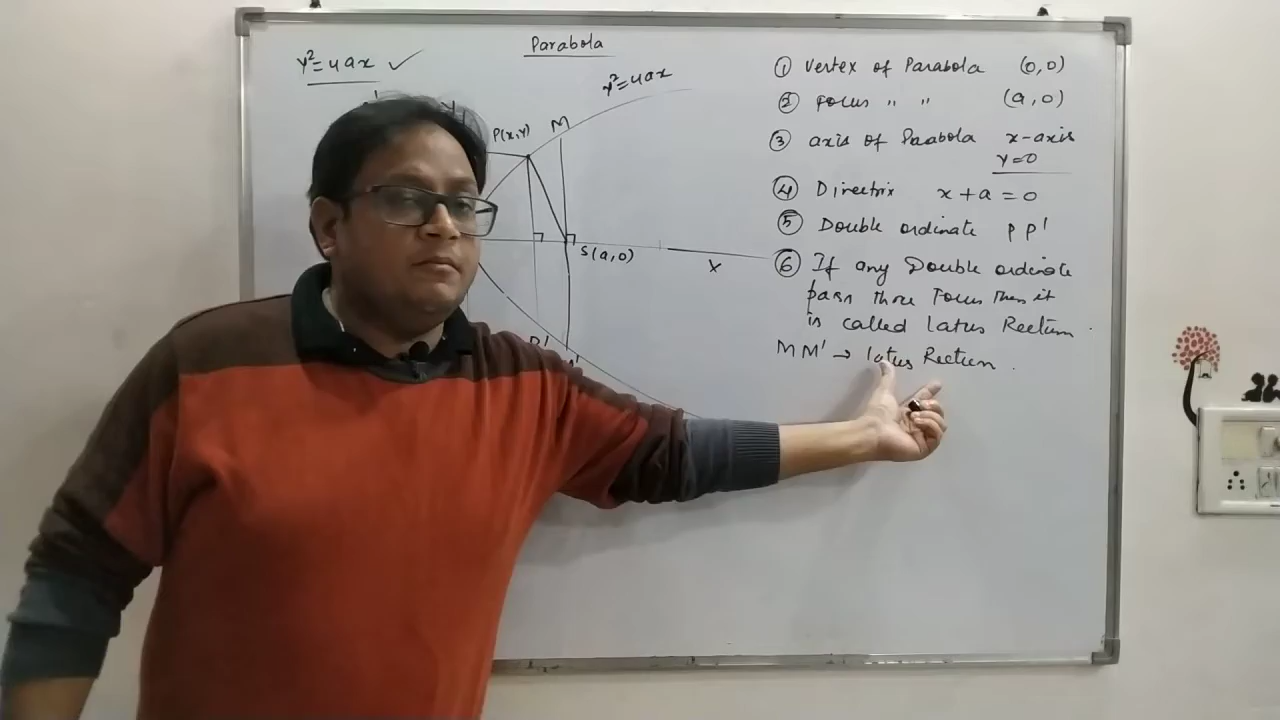 Parabola
y²=4ax ✓
y²=4ax
P(x,y)
M
S(a,0)
x
P'
M'
① Vertex of Parabola (0,0)
② Focus " " (a,0)
③ axis of Parabola x-axis
y=0
④ Directrix x+a=0
⑤ Double ordinate PP'
⑥ If any Double ordinate
pass throu Focus then it
is called Latus Rectum.
MM' → latus Rectum.